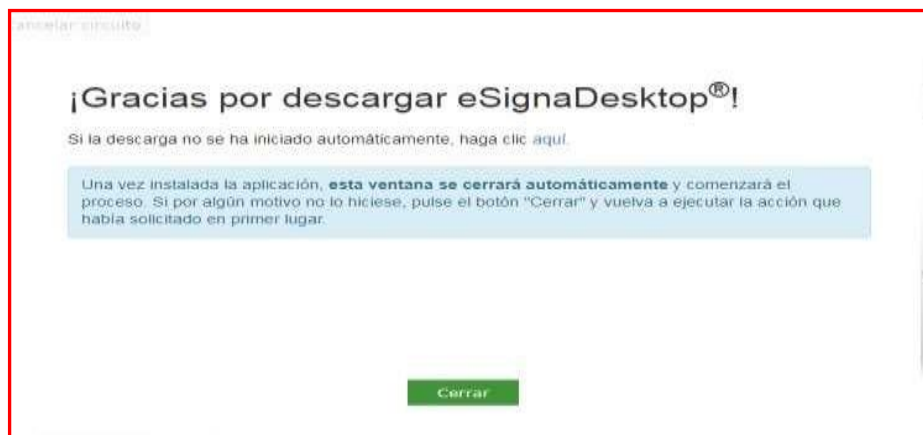 ancelar circuito
¡Gracias por descargar eSignaDesktop®!
Si la descarga no se ha iniciado automáticamente, haga clic aquí.
Una vez instalada la aplicación, esta ventana se cerrará automáticamente y comenzará el
proceso. Si por algún motivo no lo hiciese, pulse el botón "Cerrar" y vuelva a ejecutar la acción que
había solicitado en primer lugar.
Cerrar